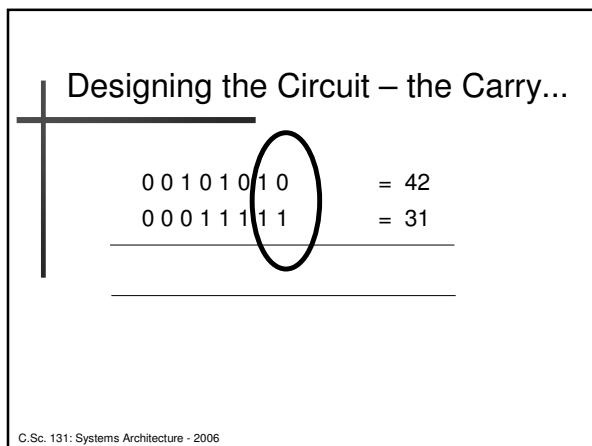 Designing the Circuit – the Carry...
0 0 1 0 1 0 1 0 = 42
0 0 0 1 1 1 1 1 = 31
C.Sc. 131: Systems Architecture - 2006